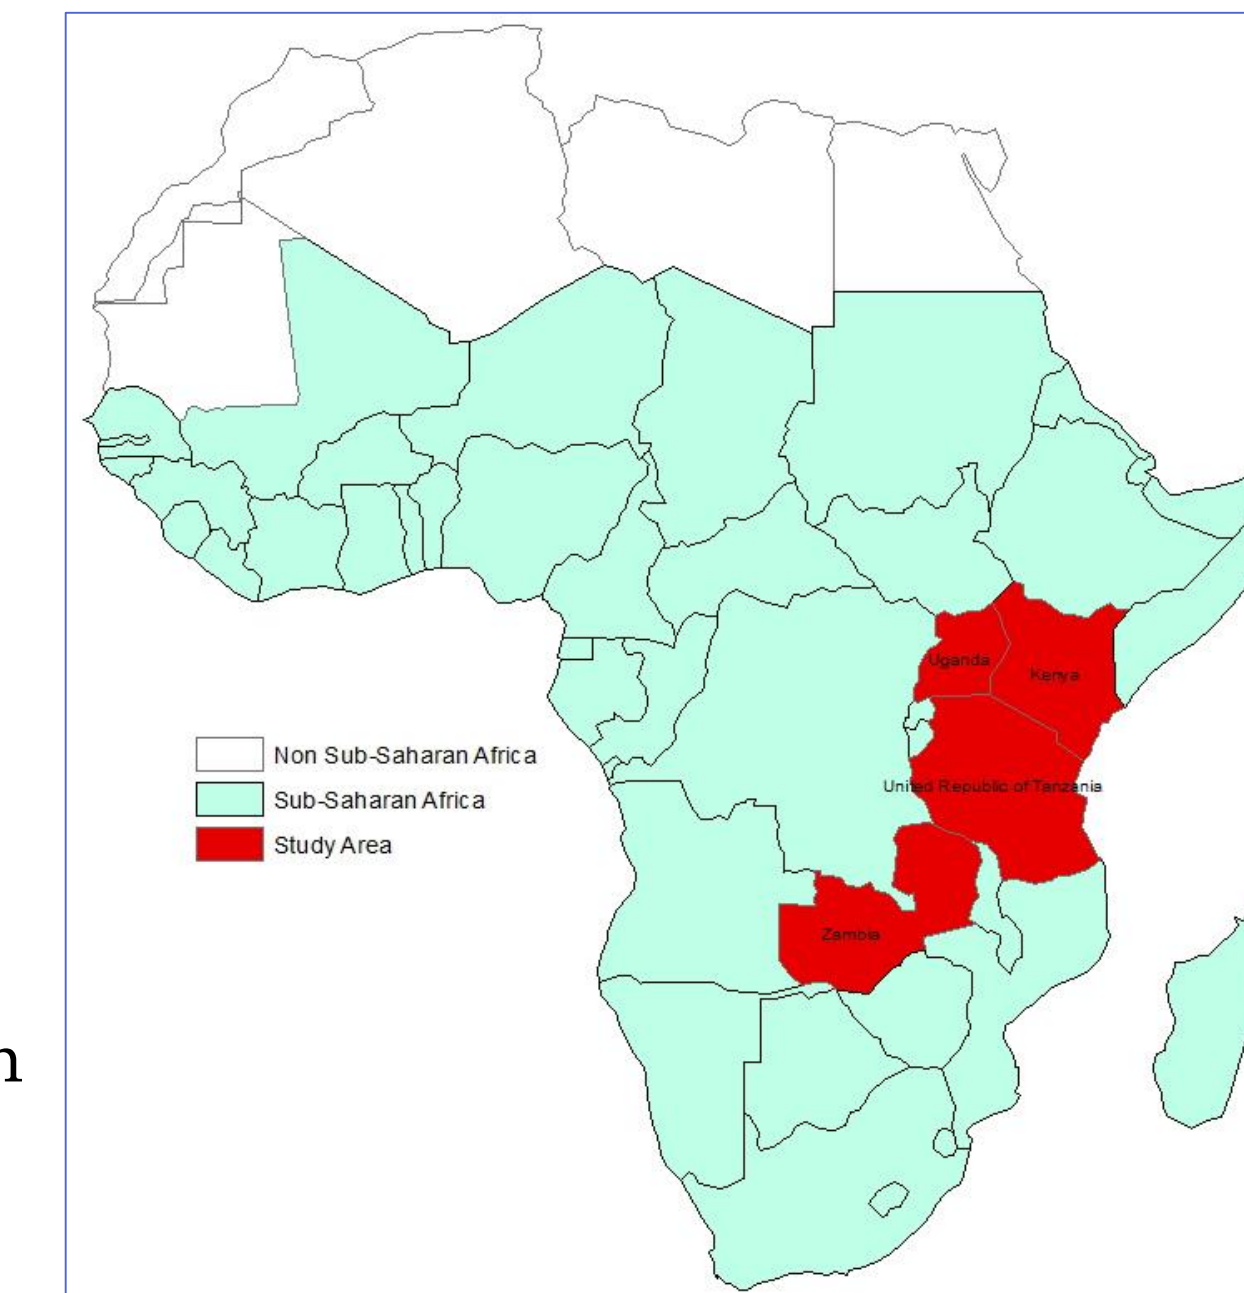 Uganda
Kenya
United Republic of Tanzania
Zambia
Non Sub-Saharan Africa
Sub-Saharan Africa
Study Area
n